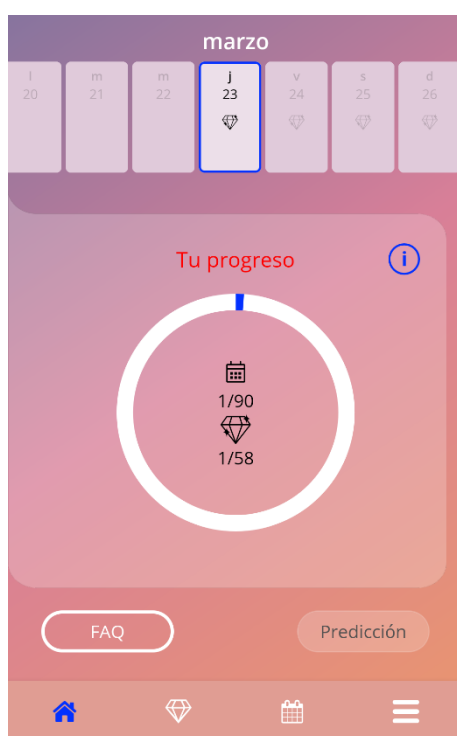 marzo
l m m j v s d
20 21 22 23 24 25 26
Tu progreso
i
1/90
1/58
FAQ Predicción